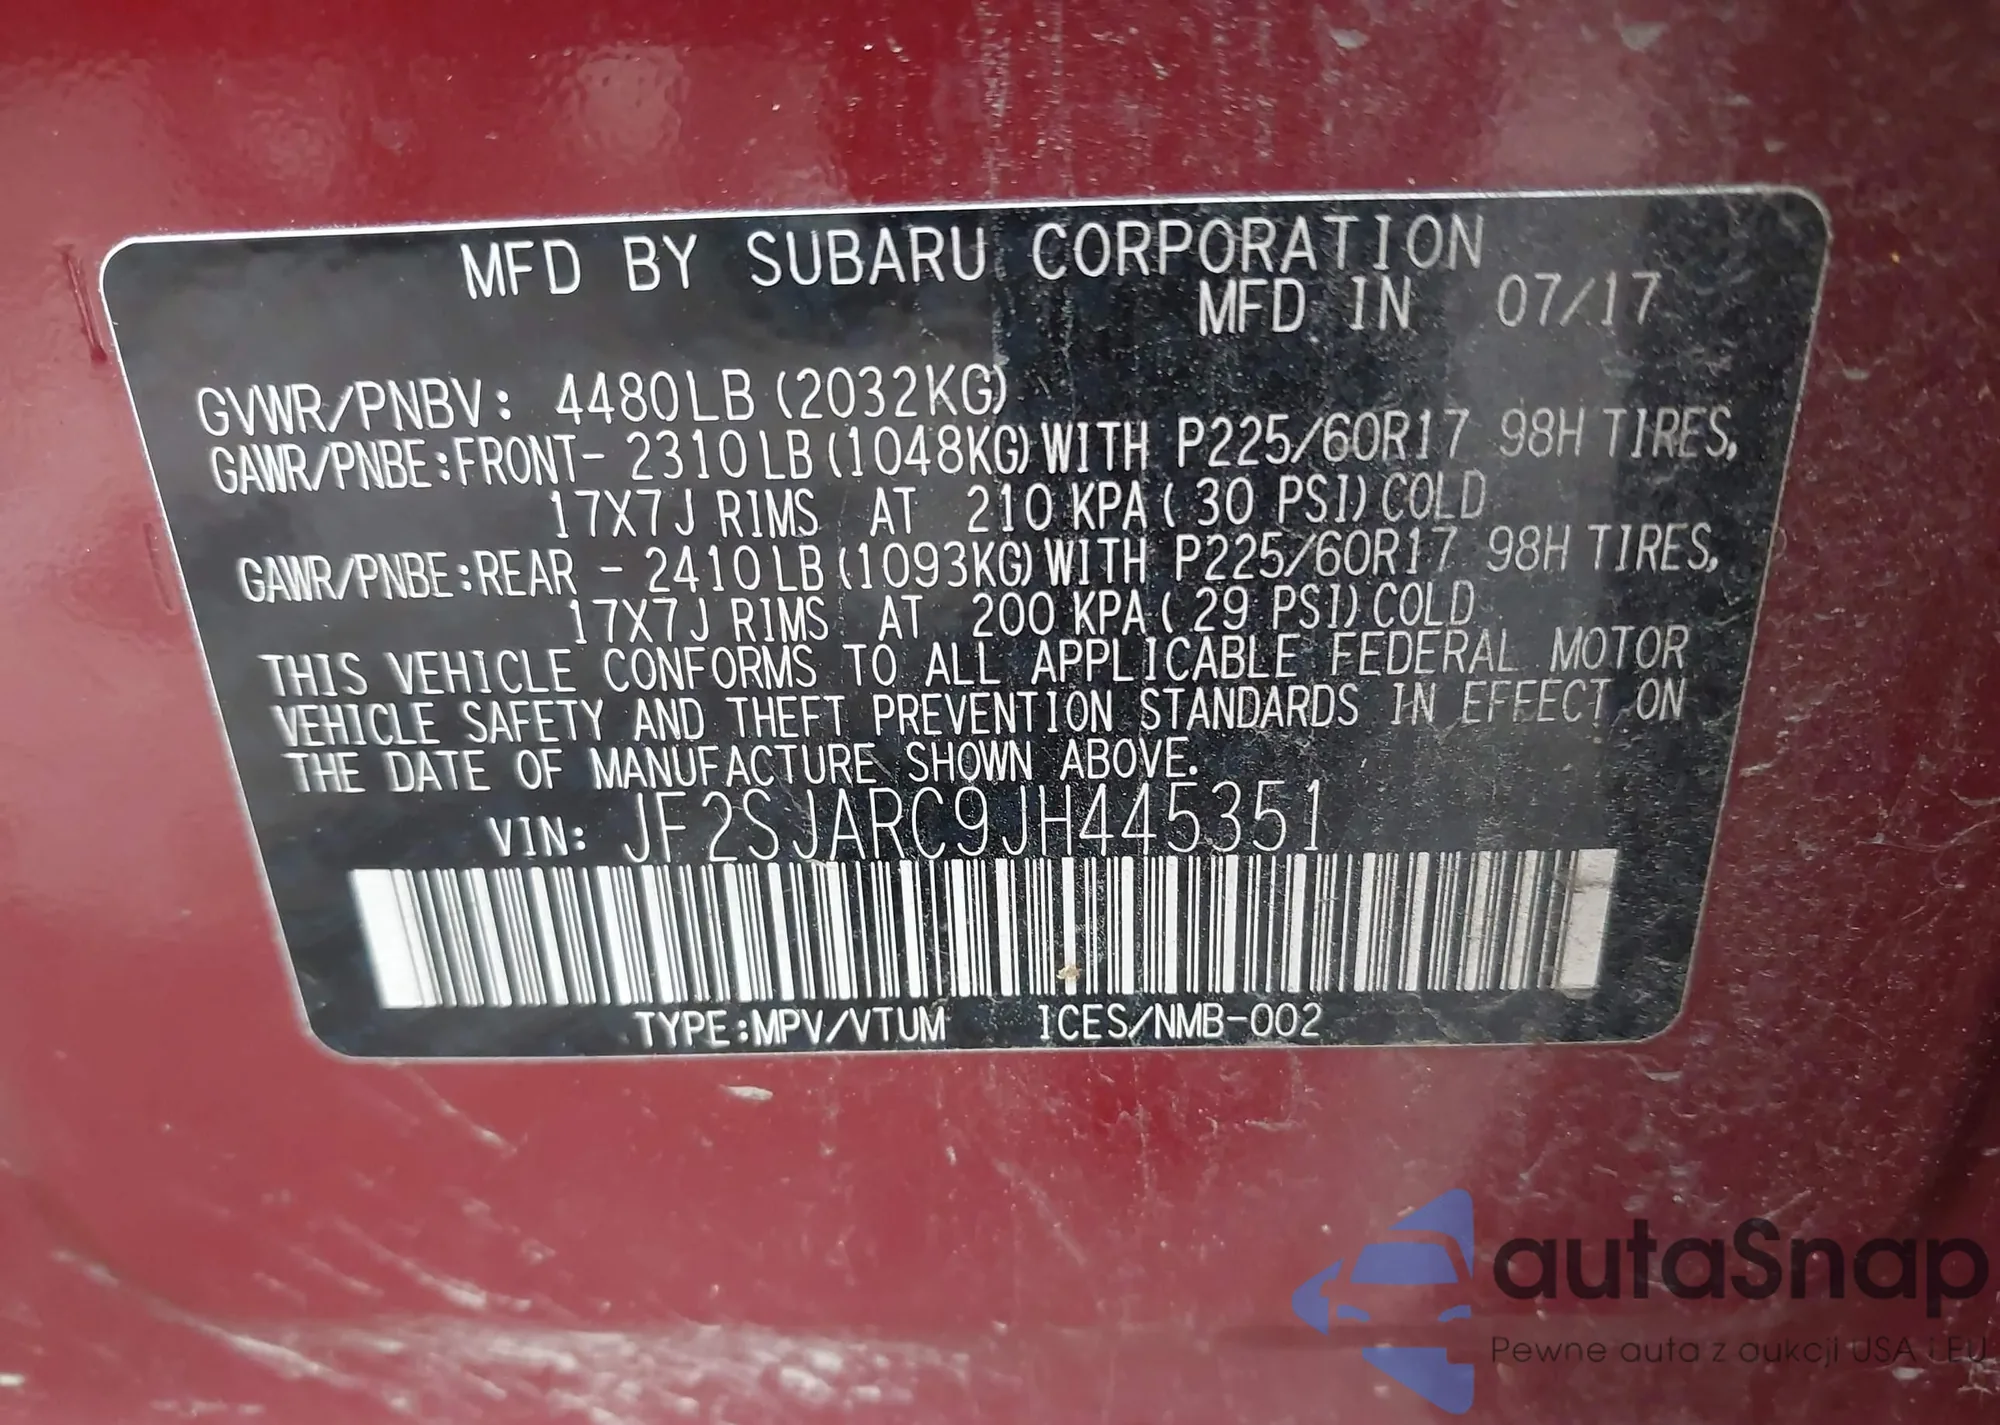 MFD BY SUBARU CORPORATION
MFD IN 07/17
GVWR/PNBV: 4480LB (2032KG)
GAWR/PNBE:FRONT- 2310LB(1048KG)WITH P225/60R17 98H TIRES,
17X7J RIMS AT 210 KPA( 30 PSI)COLD
GAWR/PNBE:REAR - 2410LB(1093KG)WITH P225/60R17 98H TIRES,
17X7J RIMS AT 200 KPA( 29 PSI)COLD
THIS VEHICLE CONFORMS TO ALL APPLICABLE FEDERAL MOTOR
VEHICLE SAFETY AND THEFT PREVENTION STANDARDS IN EFFECT ON
THE DATE OF MANUFACTURE SHOWN ABOVE.
VIN: JF2SJARC9JH445351
TYPE:MPV/VTUM ICES/NMB-002
autaSnap
Pewne auta z aukcji USA i EU